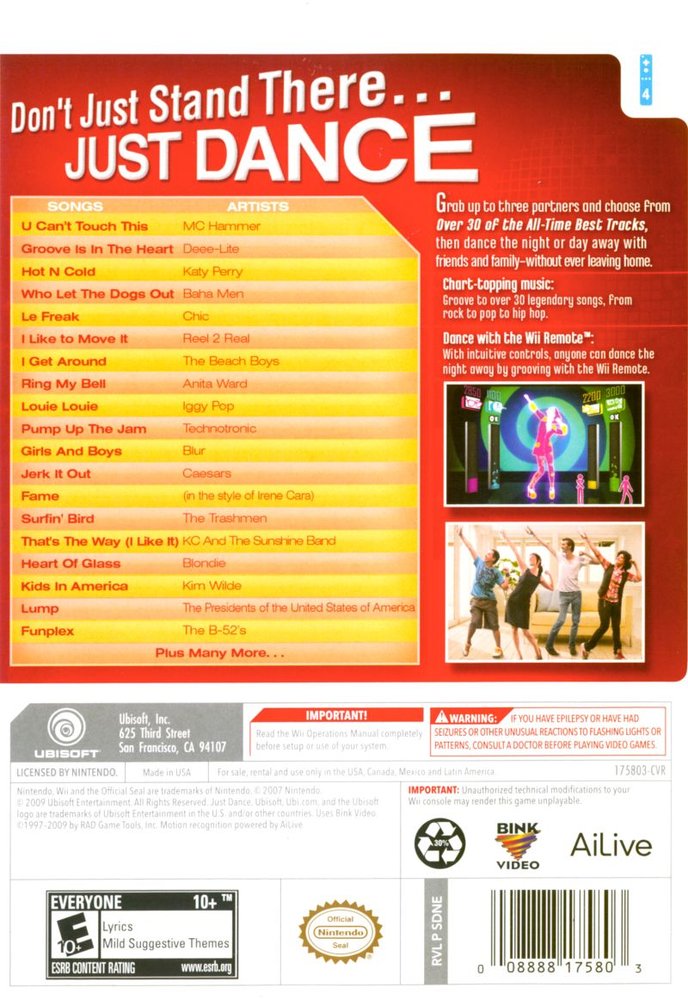 4
Don't Just Stand There...
JUST DANCE
SONGS ARTISTS
U Can't Touch This MC Hammer
Groove Is In The Heart Deee-Lite
Hot N Cold Katy Perry
Who Let The Dogs Out Baha Men
Le Freak Chic
I Like to Move It Reel 2 Real
I Get Around The Beach Boys
Ring My Bell Anita Ward
Louie Louie Iggy Pop
Pump Up The Jam Technotronic
Girls And Boys Blur
Jerk It Out Caesars
Fame (in the style of Irene Cara)
Surfin' Bird The Trashmen
That's The Way (I Like It) KC And The Sunshine Band
Heart Of Glass Blondie
Kids In America Kim Wilde
Lump The Presidents of the United States of America
Funplex The B-52's
Plus Many More...
Grab up to three partners and choose from
Over 30 of the All-Time Best Tracks,
then dance the night or day away with
friends and family–without ever leaving home.
Chart-topping music:
Groove to over 30 legendary songs, from
rock to pop to hip hop.
Dance with the Wii Remote™:
With intuitive controls, anyone can dance the
night away by grooving with the Wii Remote.
2850 2200 3000
OK OK
UBISOFT
Ubisoft, Inc.
625 Third Street
San Francisco, CA 94107
IMPORTANT!
Read the Wii Operations Manual completely
before setup or use of your system.
WARNING: IF YOU HAVE EPILEPSY OR HAVE HAD
SEIZURES OR OTHER UNUSUAL REACTIONS TO FLASHING LIGHTS OR
PATTERNS, CONSULT A DOCTOR BEFORE PLAYING VIDEO GAMES.
LICENSED BY NINTENDO. Made in USA For sale, rental and use only in the USA, Canada, Mexico and Latin America 175803-CVR
Nintendo, Wii and the Official Seal are trademarks of Nintendo. © 2007 Nintendo.
© 2009 Ubisoft Entertainment. All Rights Reserved. Just Dance, Ubisoft, Ubi.com, and the Ubisoft
logo are trademarks of Ubisoft Entertainment in the U.S. and/or other countries. Uses Bink Video.
©1997-2009 by RAD Game Tools, Inc. Motion recognition powered by AiLive.
IMPORTANT: Unauthorized technical modifications to your
Wii console may render this game unplayable.
30%
BINK
VIDEO
AiLive
EVERYONE 10+ ™
E
10+
Lyrics
Mild Suggestive Themes
ESRB CONTENT RATING www.esrb.org
Official
Nintendo
Seal
RVL P SDNE
0 08888 17580 3